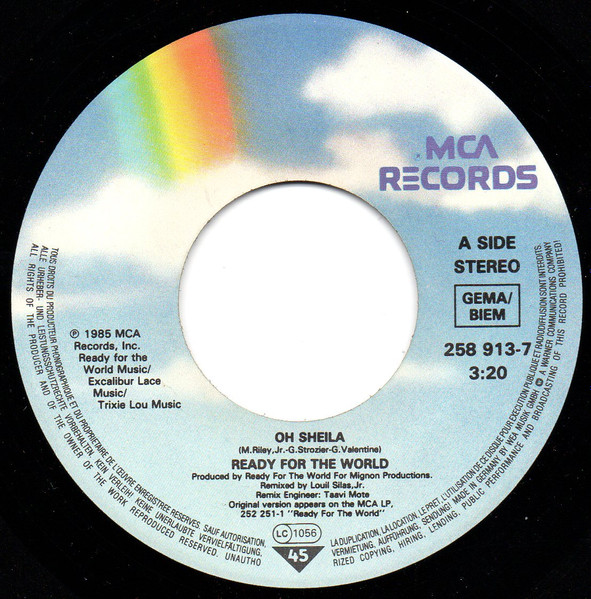 MCA
RECORDS
A SIDE
STEREO
GEMA/
BIEM
258 913-7
3:20
℗ 1985 MCA
Records, Inc.
Ready for the
World Music/
Excalibur Lace
Music/
Trixie Lou Music
OH SHEILA
(M.Riley,Jr.-G.Strozier-G.Valentine)
READY FOR THE WORLD
Produced by Ready For The World For Mignon Productions.
Remixed by Louil Silas,Jr.
Remix Engineer: Taavi Mote
Original version appears on the MCA LP,
252 251-1 "Ready For The World"
LC 1056
45
TOUS DROITS DU PRODUCTEUR PHONOGRAPHIQUE ET DU PROPRIETAIRE DE L'ŒUVRE ENREGISTREE RESERVES. SAUF AUTORISATION,
LA DUPLICATION, LA LOCATION, LE PRET, L'UTILISATION DE CE DISQUE POUR EXECUTION PUBLIQUE ET RADIODIFFUSION SONT INTERDITS.
ALLE URHEBER- UND LEISTUNGSSCHUTZRECHTE VORBEHALTEN. KEIN VERLEIH! KEINE UNERLAUBTE VERVIELFÄLTIGUNG,
VERMIETUNG, AUFFÜHRUNG, SENDUNG. MADE IN GERMANY BY WEA MUSIK GMBH. A WARNER COMMUNICATIONS COMPANY
ALL RIGHTS OF THE PRODUCER AND OF THE OWNER OF THE WORK REPRODUCED RESERVED. UNAUTHO
RIZED COPYING, HIRING, LENDING, PUBLIC PERFORMANCE AND BROADCASTING OF THIS RECORD PROHIBITED!